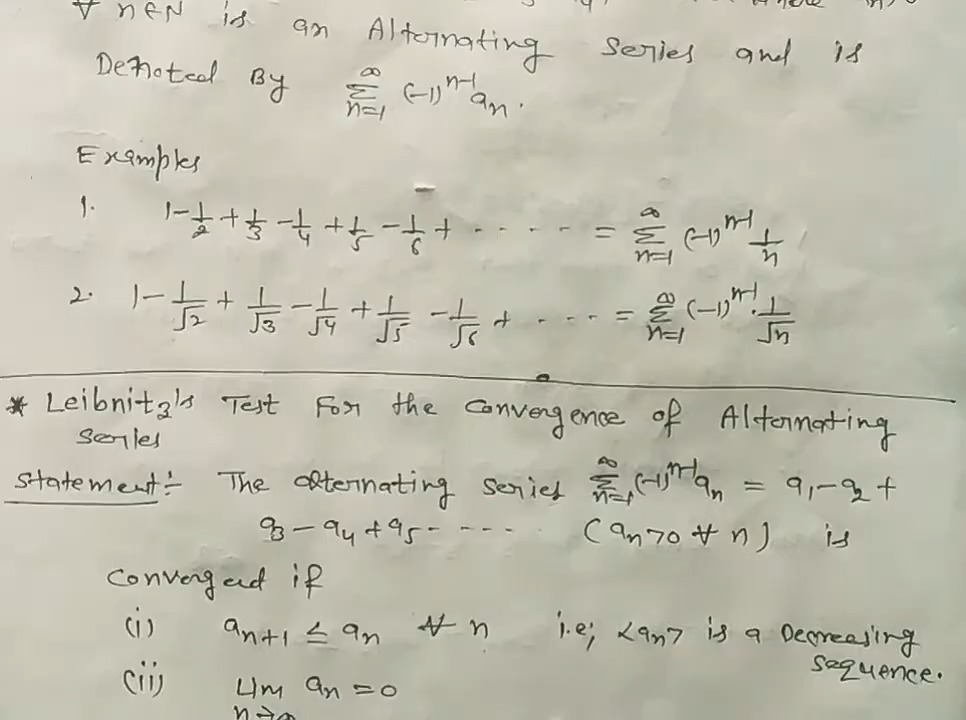 ∀ n ∈ N is an Alternating series and is
Denoted By ∑_{n=1}^{∞} (-1)^{n-1} a_n.
Examples
1. 1 - 1/2 + 1/3 - 1/4 + 1/5 - 1/6 + ..... = ∑_{n=1}^{∞} (-1)^{n-1} 1/n
2. 1 - 1/√2 + 1/√3 - 1/√4 + 1/√5 - 1/√6 + .... = ∑_{n=1}^{∞} (-1)^{n-1} . 1/√n
* Leibnitz's Test For the Convergence of Alternating
series
Statement:- The alternating series ∑_{n=1}^{∞} (-1)^{n-1} a_n = a_1 - a_2 +
a_3 - a_4 + a_5 - - - - - (a_n > 0 ∀ n) is
Convergent if
(i) a_{n+1} ≤ a_n ∀ n i.e; <a_n> is a Decreasing
sequence.
(ii) Lim a_n = 0
n→∞